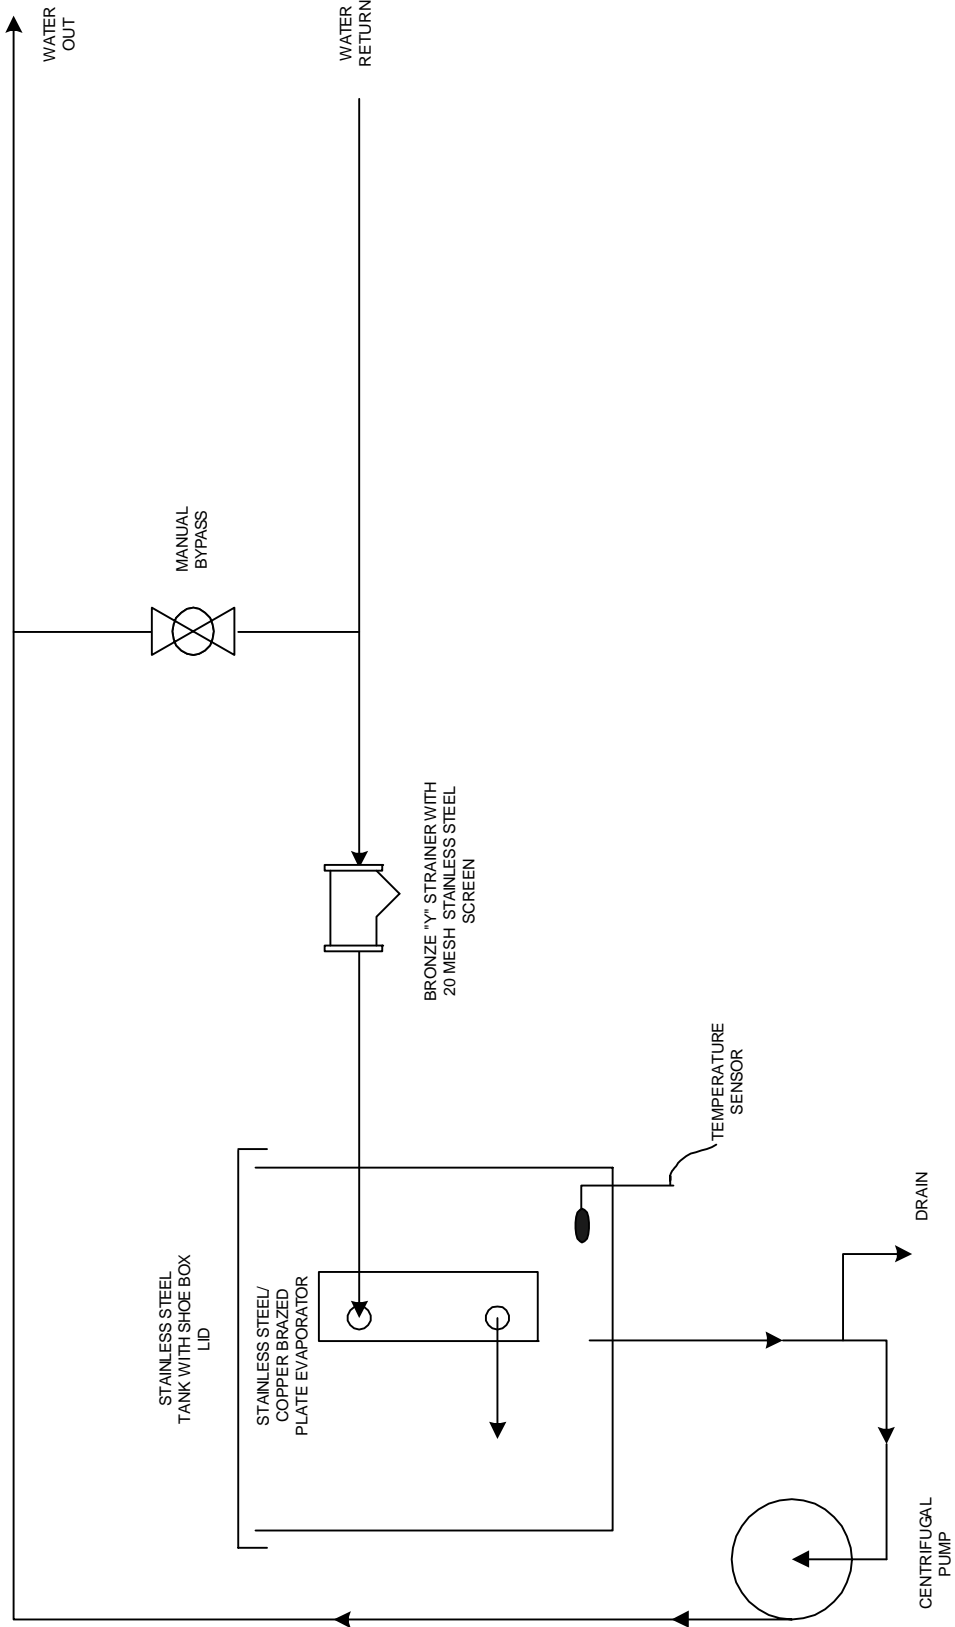 WATER
OUT
WATER
RETURN
MANUAL
BYPASS
BRONZE "Y" STRAINER WITH
20 MESH STAINLESS STEEL
SCREEN
TEMPERATURE
SENSOR
STAINLESS STEEL
TANK WITH SHOE BOX
LID
STAINLESS STEEL/
COPPER BRAZED
PLATE EVAPORATOR
DRAIN
CENTRIFUGAL
PUMP